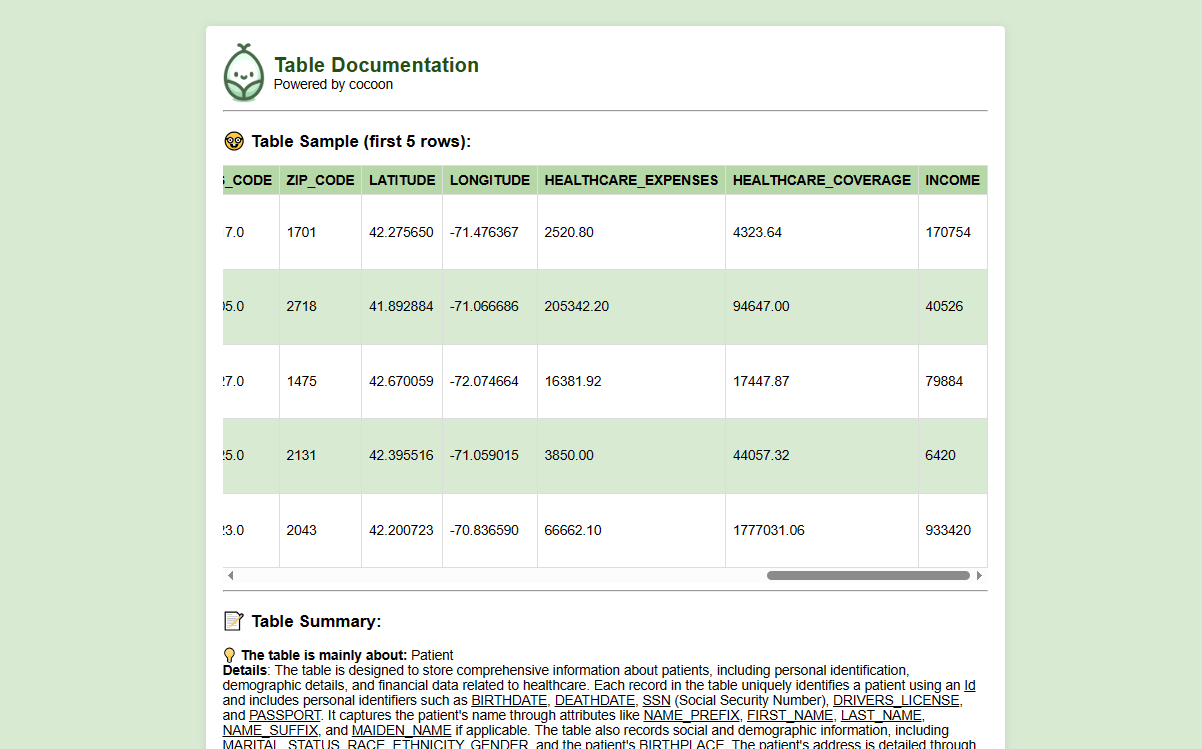 Table Documentation
Powered by cocoon
Table Sample (first 5 rows):
_CODE ZIP_CODE LATITUDE LONGITUDE HEALTHCARE_EXPENSES HEALTHCARE_COVERAGE INCOME
7.0 1701 42.275650 -71.476367 2520.80 4323.64 170754
5.0 2718 41.892884 -71.066686 205342.20 94647.00 40526
7.0 1475 42.670059 -72.074664 16381.92 17447.87 79884
5.0 2131 42.395516 -71.059015 3850.00 44057.32 6420
3.0 2043 42.200723 -70.836590 66662.10 1777031.06 933420
Table Summary:
The table is mainly about: Patient
Details: The table is designed to store comprehensive information about patients, including personal identification,
demographic details, and financial data related to healthcare. Each record in the table uniquely identifies a patient using an Id
and includes personal identifiers such as BIRTHDATE, DEATHDATE, SSN (Social Security Number), DRIVERS_LICENSE,
and PASSPORT. It captures the patient's name through attributes like NAME_PREFIX, FIRST_NAME, LAST_NAME,
NAME_SUFFIX, and MAIDEN_NAME if applicable. The table also records social and demographic information, including
MARITAL_STATUS, RACE, ETHNICITY, GENDER, and the patient's BIRTHPLACE. The patient's address is detailed through